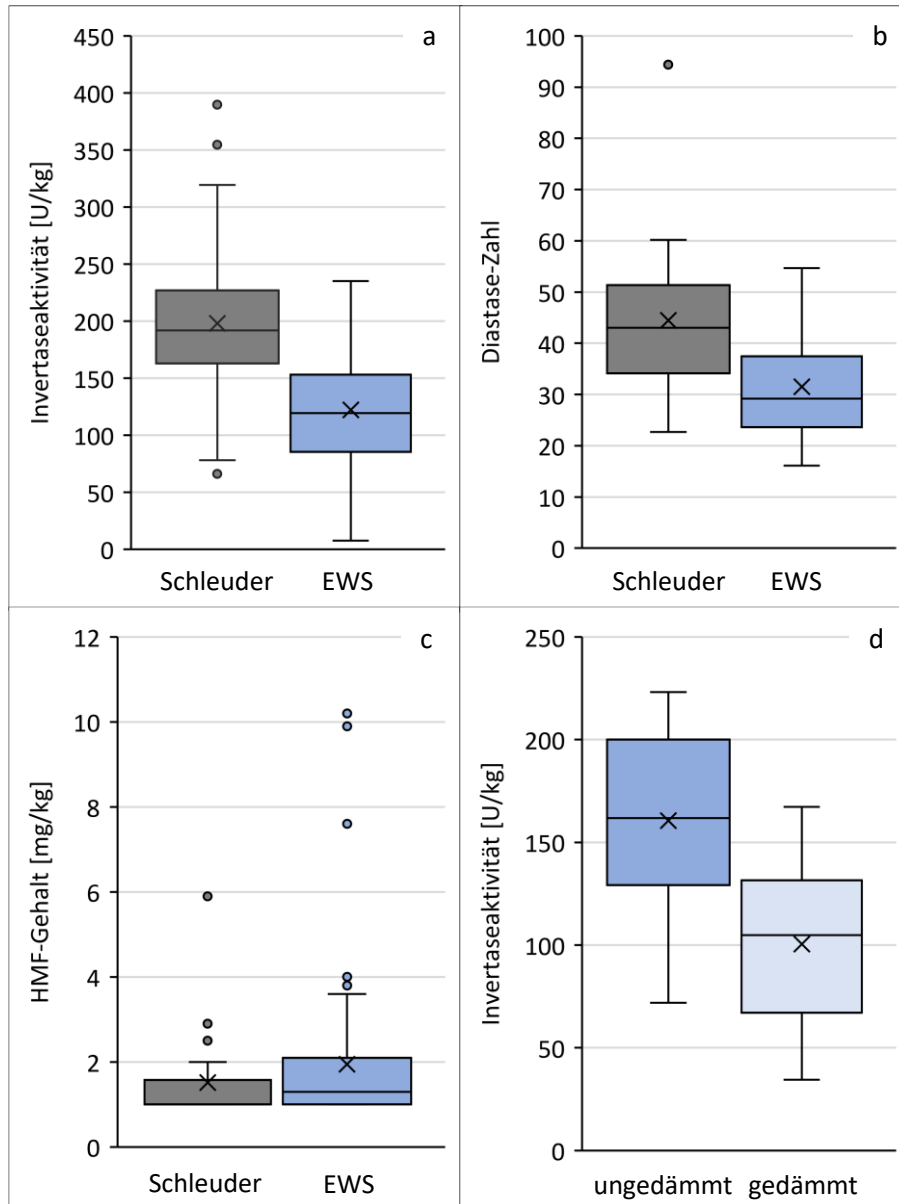 a
Invertaseaktivität [U/kg]
450
400
350
300
250
200
150
100
50
0
Schleuder EWS
b
Diastase-Zahl
100
90
80
70
60
50
40
30
20
10
0
Schleuder EWS
c
HMF-Gehalt [mg/kg]
12
10
8
6
4
2
0
Schleuder EWS
d
Invertaseaktivität [U/kg]
250
200
150
100
50
0
ungedämmt gedämmt